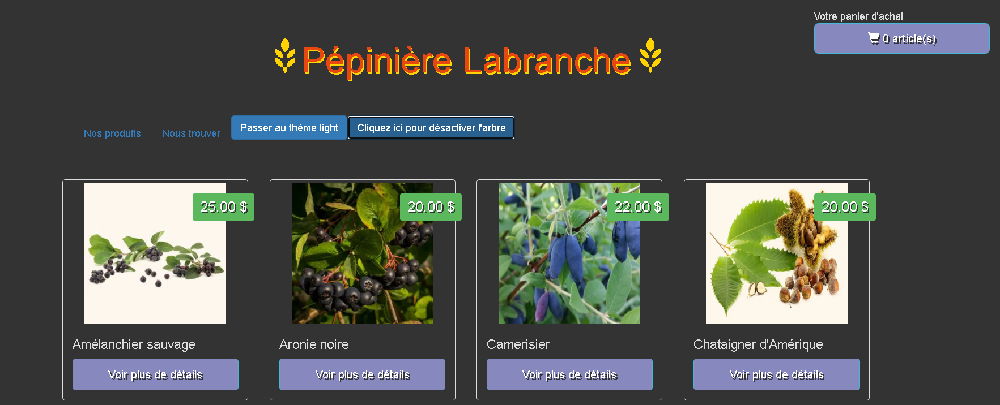 Votre panier d'achat
0 article(s)
Pépinière Labranche
Nos produits
Nous trouver
Passer au thème light
Cliquez ici pour désactiver l'arbre
25.00 $
20.00 $
22.00 $
20.00 $
Amélanchier sauvage
Aronie noire
Camerisier
Chataigner d'Amérique
Voir plus de détails
Voir plus de détails
Voir plus de détails
Voir plus de détails